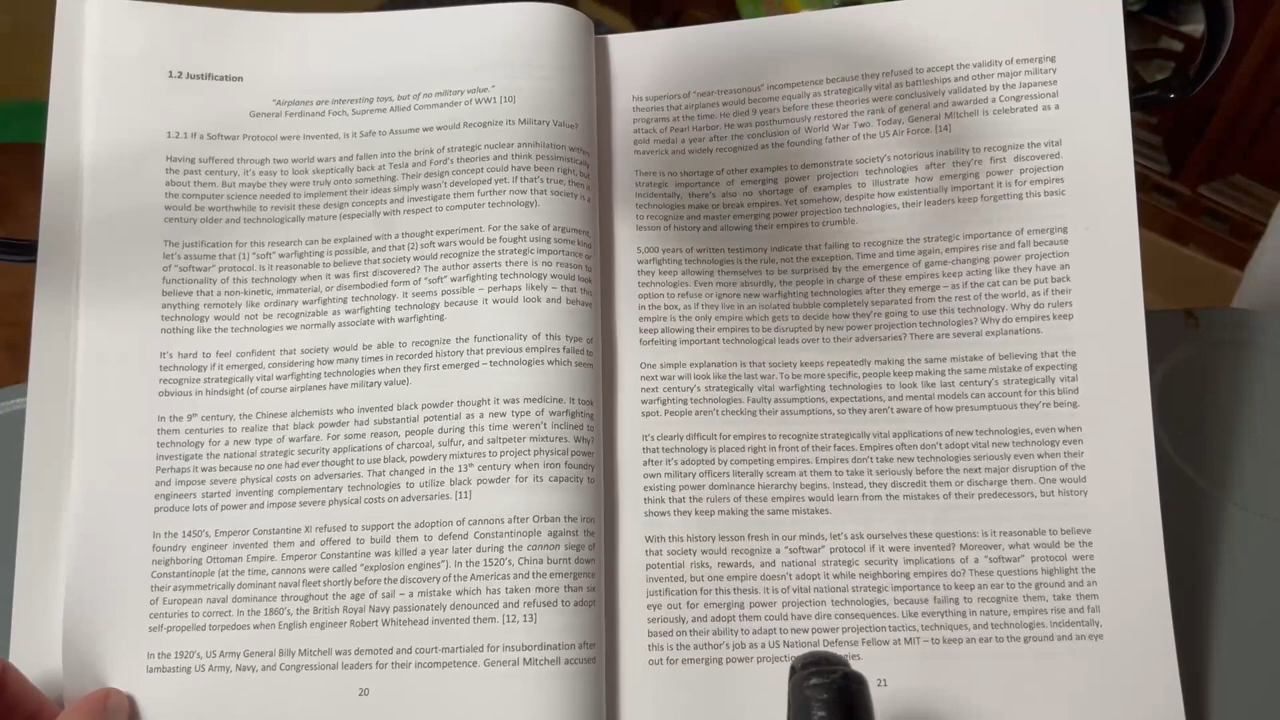 1.2 Justification
"Airplanes are interesting toys, but of no military value."
General Ferdinand Foch, Supreme Allied Commander of WW1 [10]
1.2.1 If a Softwar Protocol were Invented, is it Safe to Assume we would Recognize its Military Value?
Having suffered through two world wars and fallen into the brink of strategic nuclear annihilation within
the past century, it's easy to look skeptically back at Tesla and Ford's theories and think pessimistically
about them. But maybe they were truly onto something. Their design concept could have been right, but
the computer science needed to implement their ideas simply wasn't developed yet. If that's true, then it
would be worthwhile to revisit these design concepts and investigate them further now that society is a
century older and technologically mature (especially with respect to computer technology).
The justification for this research can be explained with a thought experiment. For the sake of argument,
let's assume that (1) "soft" warfighting is possible, and that (2) soft wars would be fought using some kind
of "softwar" protocol. Is it reasonable to believe that society would recognize the strategic importance or
functionality of this technology when it was first discovered? The author asserts there is no reason to
believe that a non-kinetic, immaterial, or disembodied form of "soft" warfighting technology would look
anything remotely like ordinary warfighting technology. It seems possible – perhaps likely – that this
technology would not be recognizable as warfighting technology because it would look and behave
nothing like the technologies we normally associate with warfighting.
It's hard to feel confident that society would be able to recognize the functionality of this type of
technology if it emerged, considering how many times in recorded history that previous empires failed to
recognize strategically vital warfighting technologies when they first emerged – technologies which seem
obvious in hindsight (of course airplanes have military value).
In the 9th century, the Chinese alchemists who invented black powder thought it was medicine. It took
them centuries to realize that black powder had substantial potential as a new type of warfighting
technology for a new type of warfare. For some reason, people during this time weren't inclined to
investigate the national strategic security applications of charcoal, sulfur, and saltpeter mixtures. Why?
Perhaps it was because no one had ever thought to use black, powdery mixtures to project physical power
and impose severe physical costs on adversaries. That changed in the 13th century when iron foundry
engineers started inventing complementary technologies to utilize black powder for its capacity to
produce lots of power and impose severe physical costs on adversaries. [11]
In the 1450's, Emperor Constantine XI refused to support the adoption of cannons after Orban the iron
foundry engineer invented them and offered to build them to defend Constantinople against the
neighboring Ottoman Empire. Emperor Constantine was killed a year later during the cannon siege of
Constantinople (at the time, cannons were called "explosion engines"). In the 1520's, China burnt down
their asymmetrically dominant naval fleet shortly before the discovery of the Americas and the emergence
of European naval dominance throughout the age of sail – a mistake which has taken more than six
centuries to correct. In the 1860's, the British Royal Navy passionately denounced and refused to adopt
self-propelled torpedoes when English engineer Robert Whitehead invented them. [12, 13]
In the 1920's, US Army General Billy Mitchell was demoted and court-martialed for insubordination after
lambasting US Army, Navy, and Congressional leaders for their incompetence. General Mitchell accused
20
his superiors of "near-treasonous" incompetence because they refused to accept the validity of emerging
theories that airplanes would become equally as strategically vital as battleships and other major military
programs at the time. He died 9 years before these theories were conclusively validated by the Japanese
attack of Pearl Harbor. He was posthumously restored the rank of general and awarded a Congressional
gold medal a year after the conclusion of World War Two. Today, General Mitchell is celebrated as a
maverick and widely recognized as the founding father of the US Air Force. [14]
There is no shortage of other examples to demonstrate society's notorious inability to recognize the vital
strategic importance of emerging power projection technologies after they're first discovered.
Incidentally, there's also no shortage of examples to illustrate how emerging power projection
technologies make or break empires. Yet somehow, despite how existentially important it is for empires
to recognize and master emerging power projection technologies, their leaders keep forgetting this basic
lesson of history and allowing their empires to crumble.
5,000 years of written testimony indicate that failing to recognize the strategic importance of emerging
warfighting technologies is the rule, not the exception. Time and time again, empires rise and fall because
they keep allowing themselves to be surprised by the emergence of game-changing power projection
technologies. Even more absurdly, the people in charge of these empires keep acting like they have an
option to refuse or ignore new warfighting technologies after they emerge – as if the cat can be put back
in the box, as if they live in an isolated bubble completely separated from the rest of the world, as if their
empire is the only empire which gets to decide how they're going to use this technology. Why do rulers
keep allowing their empires to be disrupted by new power projection technologies? Why do empires keep
forfeiting important technological leads over to their adversaries? There are several explanations.
One simple explanation is that society keeps repeatedly making the same mistake of believing that the
next war will look like the last war. To be more specific, people keep making the same mistake of expecting
next century's strategically vital warfighting technologies to look like last century's strategically vital
warfighting technologies. Faulty assumptions, expectations, and mental models can account for this blind
spot. People aren't checking their assumptions, so they aren't aware of how presumptuous they're being.
It's clearly difficult for empires to recognize strategically vital applications of new technologies, even when
that technology is placed right in front of their faces. Empires often don't adopt vital new technology even
after it's adopted by competing empires. Empires don't take new technologies seriously even when their
own military officers literally scream at them to take it seriously before the next major disruption of the
existing power dominance hierarchy begins. Instead, they discredit them or discharge them. One would
think that the rulers of these empires would learn from the mistakes of their predecessors, but history
shows they keep making the same mistakes.
With this history lesson fresh in our minds, let's ask ourselves these questions: is it reasonable to believe
that society would recognize a "softwar" protocol if it were invented? Moreover, what would be the
potential risks, rewards, and national strategic security implications of a "softwar" protocol were
invented, but one empire doesn't adopt it while neighboring empires do? These questions highlight the
justification for this thesis. It is of vital national strategic importance to keep an ear to the ground and an
eye out for emerging power projection technologies, because failing to recognize them, take them
seriously, and adopt them could have dire consequences. Like everything in nature, empires rise and fall
based on their ability to adapt to new power projection tactics, techniques, and technologies. Incidentally,
this is the author's job as a US National Defense Fellow at MIT – to keep an ear to the ground and an eye
out for emerging power
21